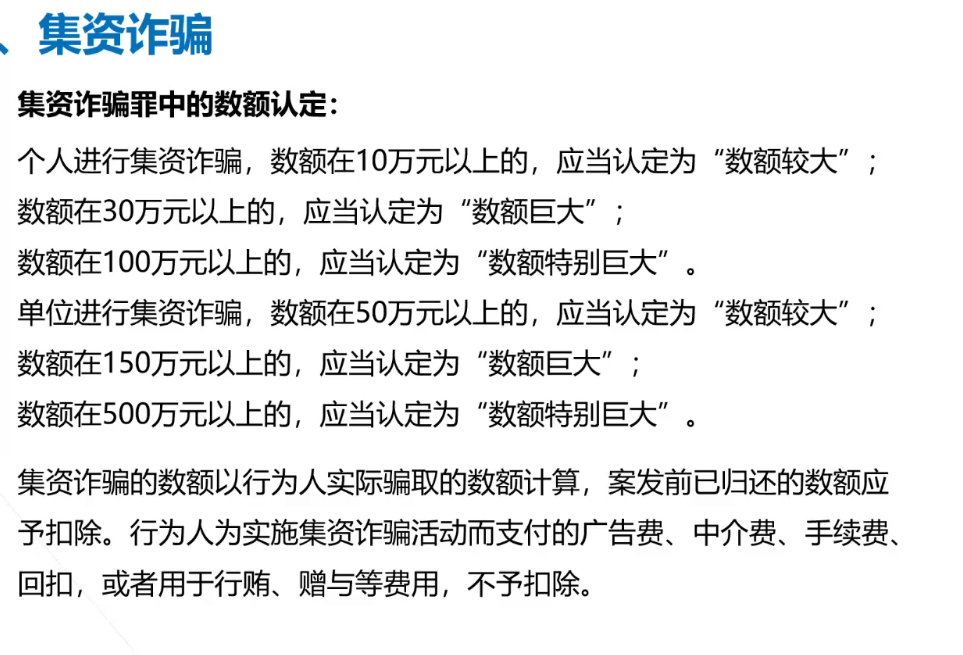 、集资诈骗
集资诈骗罪中的数额认定：
个人进行集资诈骗，数额在10万元以上的，应当认定为“数额较大”；
数额在30万元以上的，应当认定为“数额巨大”；
数额在100万元以上的，应当认定为“数额特别巨大”。
单位进行集资诈骗，数额在50万元以上的，应当认定为“数额较大”；
数额在150万元以上的，应当认定为“数额巨大”；
数额在500万元以上的，应当认定为“数额特别巨大”。
集资诈骗的数额以行为人实际骗取的数额计算，案发前已归还的数额应
予扣除。行为人为实施集资诈骗活动而支付的广告费、中介费、手续费、
回扣，或者用于行贿、赠与等费用，不予扣除。